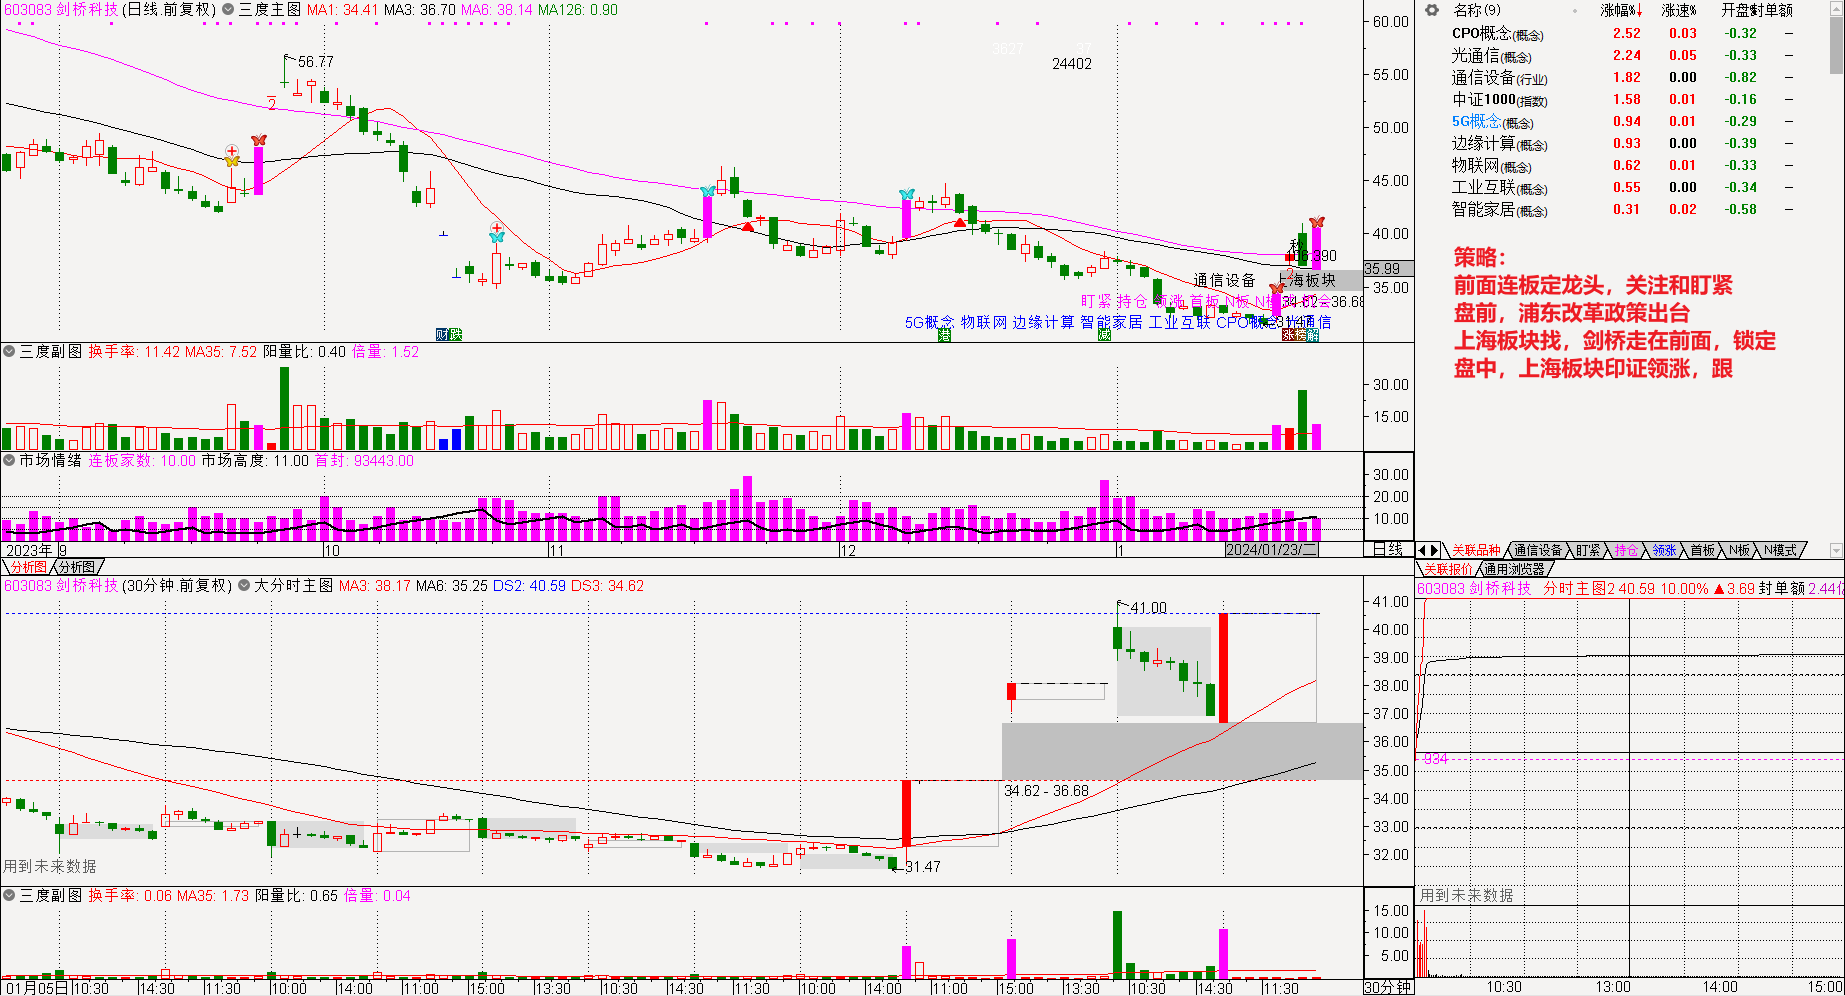 603083 剑桥科技 (日线.前复权) 三度主图 MA1: 34.41 MA3: 36.70 MA6: 38.14 MA126: 0.90
60.00
55.00
50.00
45.00
40.00
35.99
35.00
56.77
2
3627 37
24402
通信设备 上海板块
34.62 - 36.68
盯紧 持仓 领涨 首板 N板
5G概念 物联网 边缘计算 智能家居 工业互联 CPO概念 光通信
财 跌 港 减 涨 榜 解
三度副图 换手率: 11.42 MA35: 7.52 阳量比: 0.40 倍量: 1.52
30.00
15.00
市场情绪 连板家数: 10.00 市场高度: 11.00 首封: 93443.00
30.00
20.00
10.00
2023年 9 10 11 12 1 2024/01/23/二 日线
分析图 分析图
603083 剑桥科技 (30分钟.前复权) 大分时主图 MA3: 38.17 MA6: 35.25 DS2: 40.59 DS3: 34.62
41.00
40.00
39.00
38.00
37.00
36.00
35.00
34.00
33.00
32.00
41.00
34.62 - 36.68
31.47
用到未来数据
三度副图 换手率: 0.06 MA35: 1.73 阳量比: 0.65 倍量: 0.04
15.00
10.00
5.00
01月05日 10:30 14:30 11:30 10:00 14:00 11:00 15:00 13:30 10:30 14:30 11:30 10:00 14:00 11:00 15:00 13:30 10:30 14:30 11:30 30分钟
名称(9) 涨幅%↓ 涨速% 开盘% 封单额
CPO概念(概念) 2.52 0.03 -0.32 —
光通信(概念) 2.24 0.05 -0.33 —
通信设备(行业) 1.82 0.00 -0.82 —
中证1000(指数) 1.58 0.01 -0.16 —
5G概念(概念) 0.94 0.01 -0.29 —
边缘计算(概念) 0.93 0.00 -0.39 —
物联网(概念) 0.62 0.01 -0.33 —
工业互联(概念) 0.55 0.00 -0.34 —
智能家居(概念) 0.31 0.02 -0.58 —
策略：
前面连板定龙头，关注和盯紧
盘前，浦东改革政策出台
上海板块找，剑桥走在前面，锁定
盘中，上海板块印证领涨，跟
关联品种 通信设备 盯紧 持仓 领涨 首板 N板 N模式
关联报价 通用浏览器
603083 剑桥科技 分时主图2 40.59 10.00% ▲3.69 封单额 2.44亿
934
用到未来数据
10:30 13:00 14:00 15:00